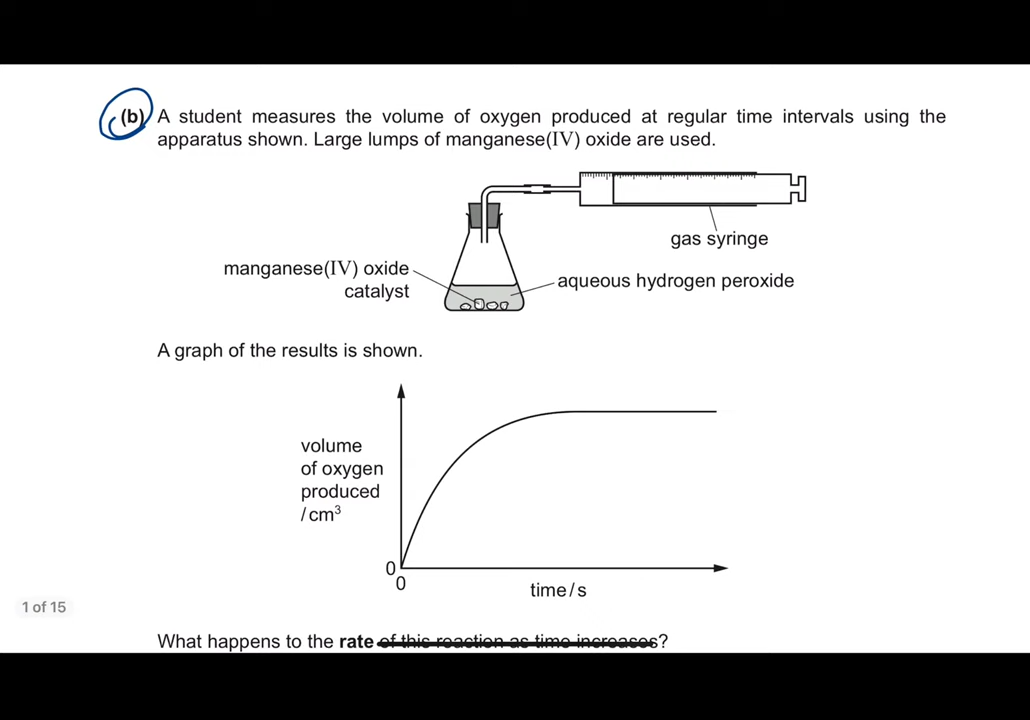 (b) A student measures the volume of oxygen produced at regular time intervals using the
apparatus shown. Large lumps of manganese(IV) oxide are used.
gas syringe
manganese(IV) oxide
catalyst
aqueous hydrogen peroxide
A graph of the results is shown.
volume
of oxygen
produced
/ cm³
0
0
time / s
1 of 15
What happens to the rate of this reaction as time increases?